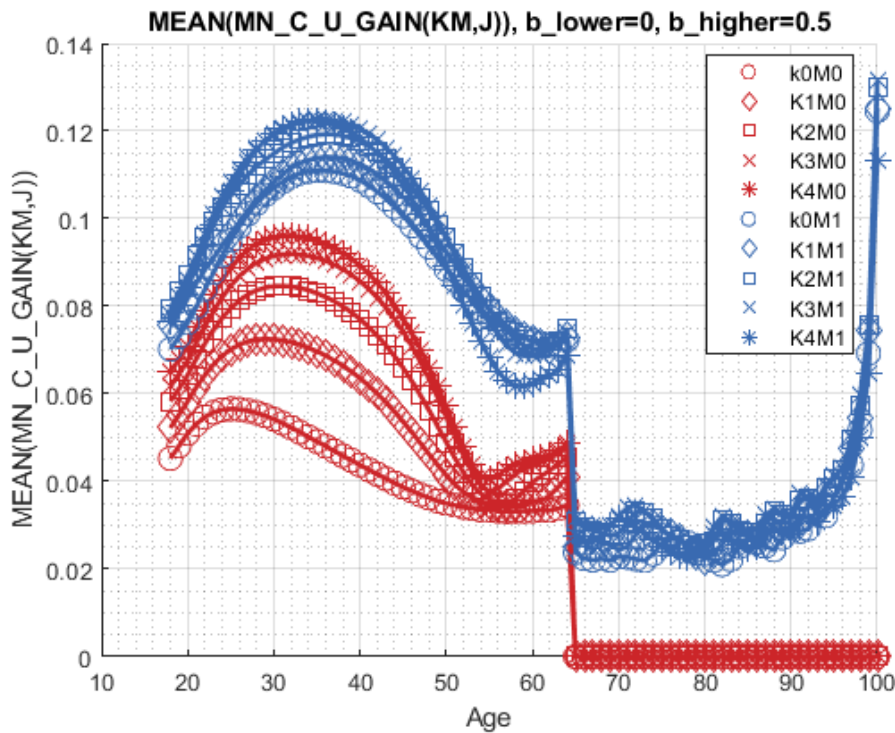 MEAN(MN_C_U_GAIN(KM,J)), b_lower=0, b_higher=0.5
MEAN(MN_C_U_GAIN(KM,J))
0.14
0.12
0.1
0.08
0.06
0.04
0.02
0
10
20
30
40
50
60
70
80
90
100
Age
k0M0
K1M0
K2M0
K3M0
K4M0
k0M1
K1M1
K2M1
K3M1
K4M1